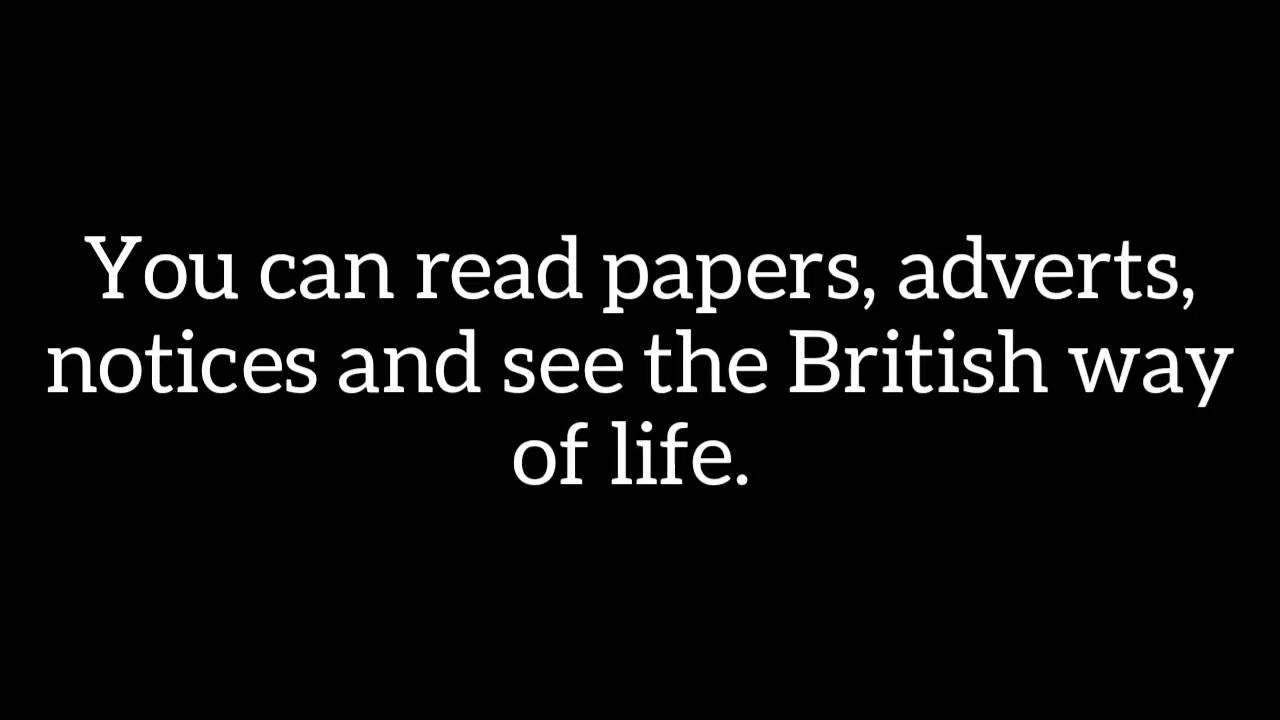 You can read papers, adverts,
notices and see the British way
of life.